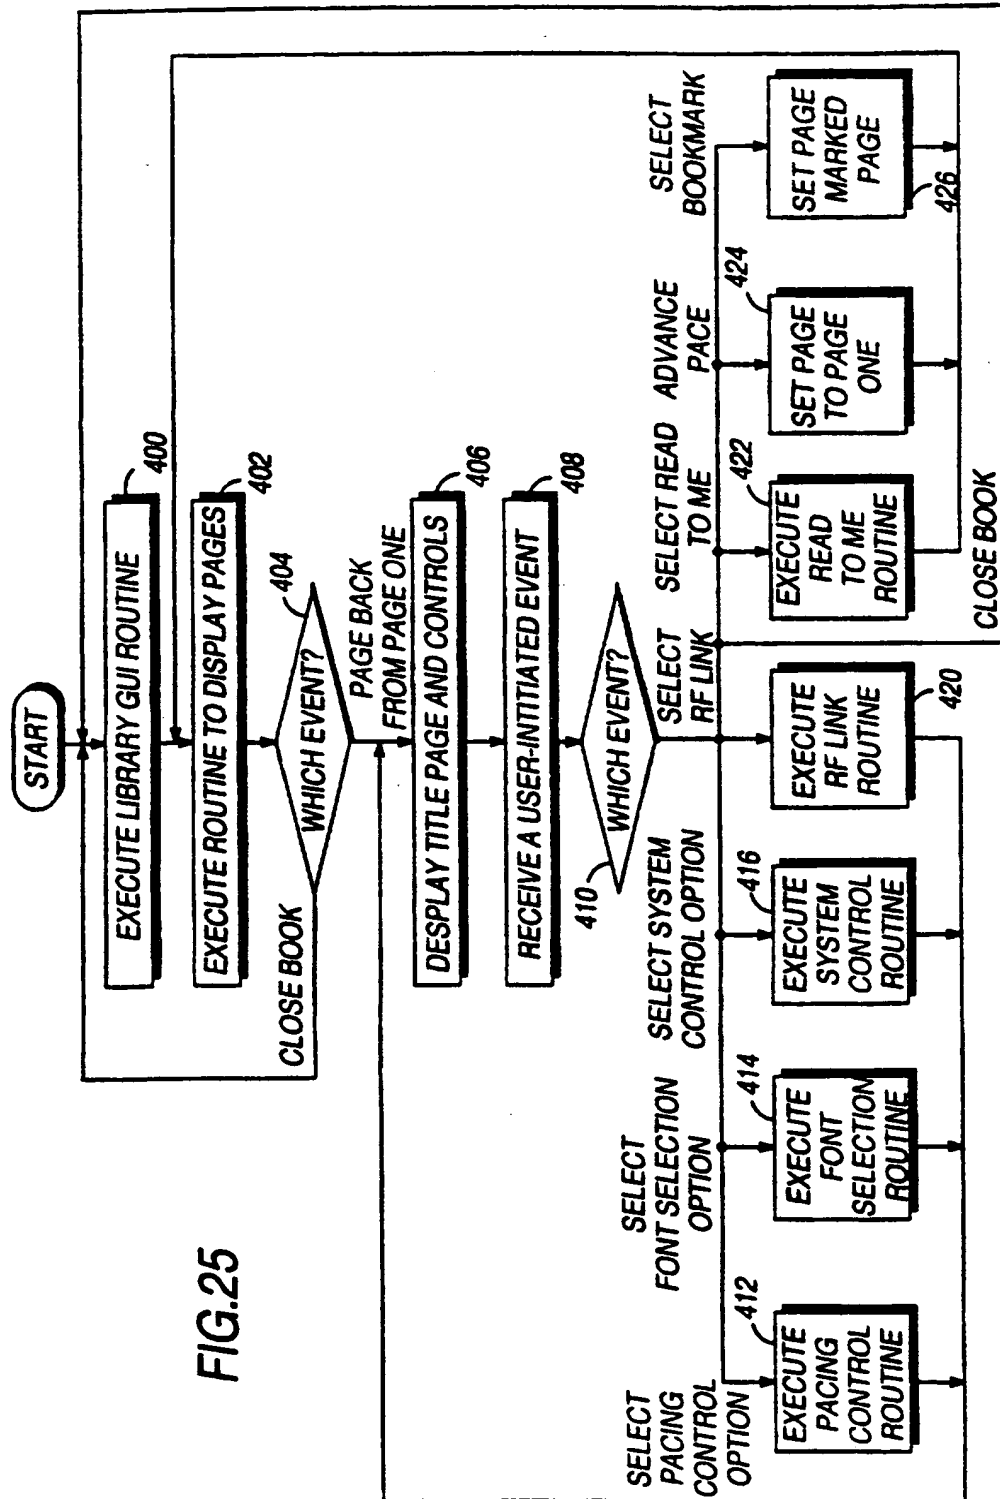 FIG.25
START
EXECUTE LIBRARY GUI ROUTINE
400
EXECUTE ROUTINE TO DISPLAY PAGES
402
WHICH EVENT?
404
CLOSE BOOK
PAGE BACK
FROM PAGE ONE
DESPLAY TITLE PAGE AND CONTROLS
406
RECEIVE A USER-INTITIATED EVENT
408
WHICH EVENT?
410
SELECT
PACING
CONTROL
OPTION
SELECT
FONT SELECTION
OPTION
SELECT SYSTEM
CONTROL OPTION
SELECT
RF LINK
SELECT READ
TO ME
ADVANCE
PACE
SELECT
BOOKMARK
412
EXECUTE
PACING
CONTROL
ROUTINE
414
EXECUTE
FONT
SELECTION
ROUTINE
416
EXECUTE
SYSTEM
CONTROL
ROUTINE
EXECUTE
RF LINK
ROUTINE
420
422
EXECUTE
READ
TO ME
ROUTINE
424
SET PAGE
TO PAGE
ONE
SET PAGE
MARKED
PAGE
426
CLOSE BOOK